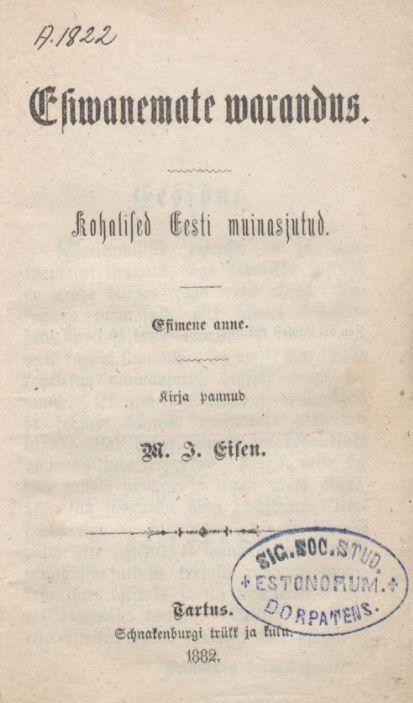 A.1822
Esiwanemate warandus.
Kohalised Eesti muinasjutud.
Esimene anne.
Kirja pannud
M. J. Eisen.
SIG. SOC. STUD.
+ ESTONORUM. +
DORPATENS.
Tartus.
Schnakenburgi trükk ja kulu.
1882.